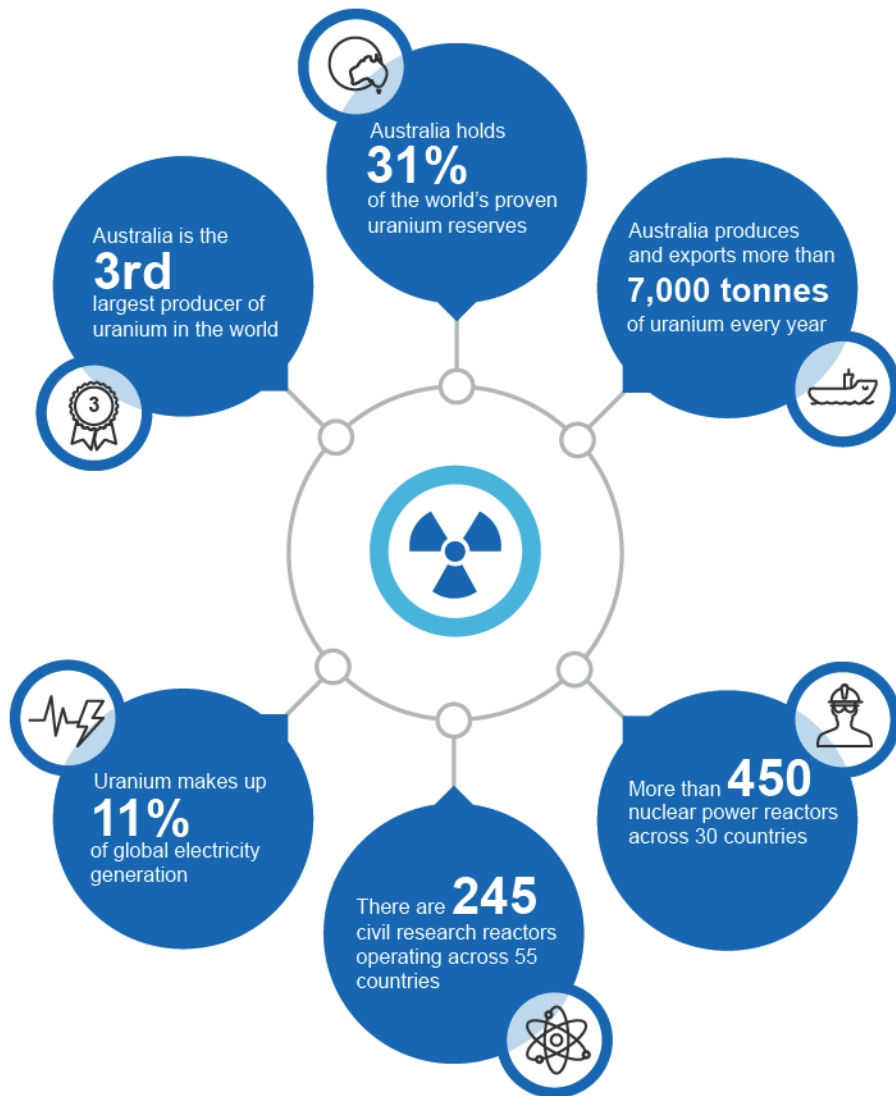 Australia holds
31%
of the world's proven
uranium reserves
Australia is the
3rd
largest producer of
uranium in the world
3
Australia produces
and exports more than
7,000 tonnes
of uranium every year
Uranium makes up
11%
of global electricity
generation
More than 450
nuclear power reactors
across 30 countries
There are 245
civil research reactors
operating across 55
countries